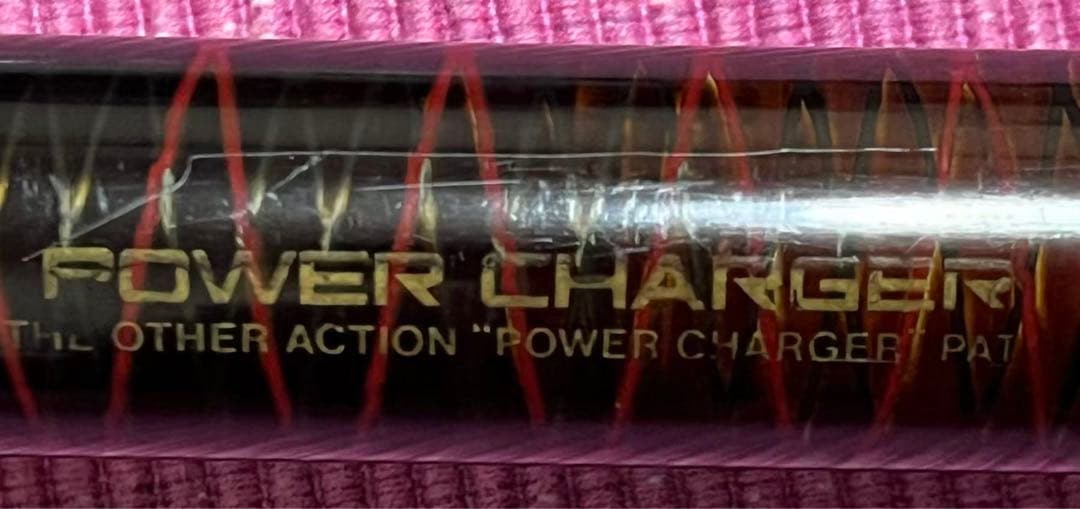 POWER CHARGER
THE OTHER ACTION "POWER CHARGER" PAT